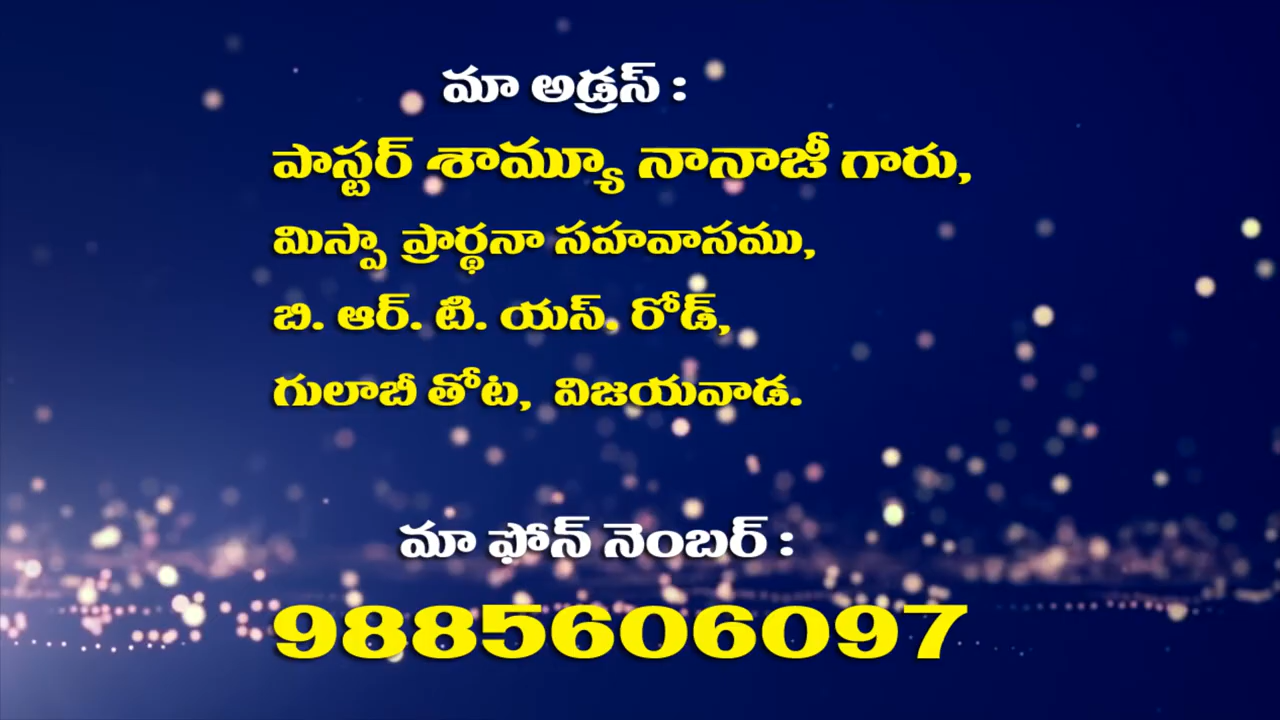 మా అడ్రస్ :
పాస్టర్ శామ్యూ నానాజీ గారు,
మిస్పా ప్రార్థనా సహవాసము,
బి. ఆర్. టి. యస్. రోడ్,
గులాబీ తోట, విజయవాడ.
మా ఫోన్ నెంబర్ :
9885606097